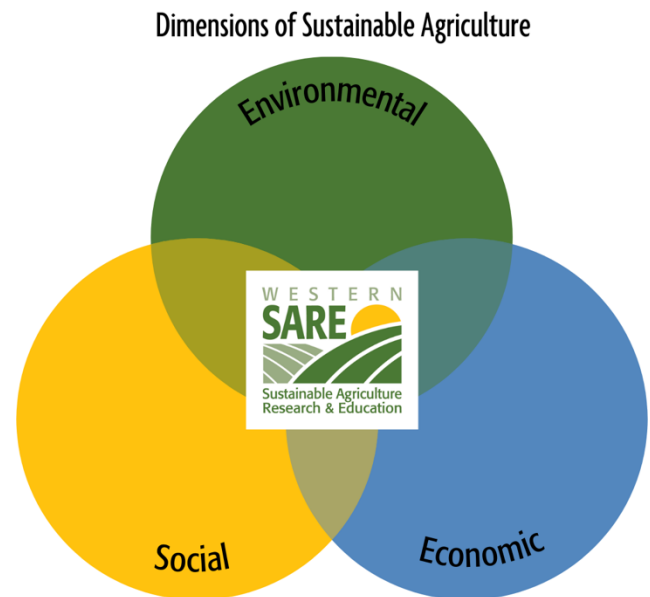 Dimensions of Sustainable Agriculture
Environmental
WESTERN
SARE
Sustainable Agriculture
Research & Education
Social
Economic